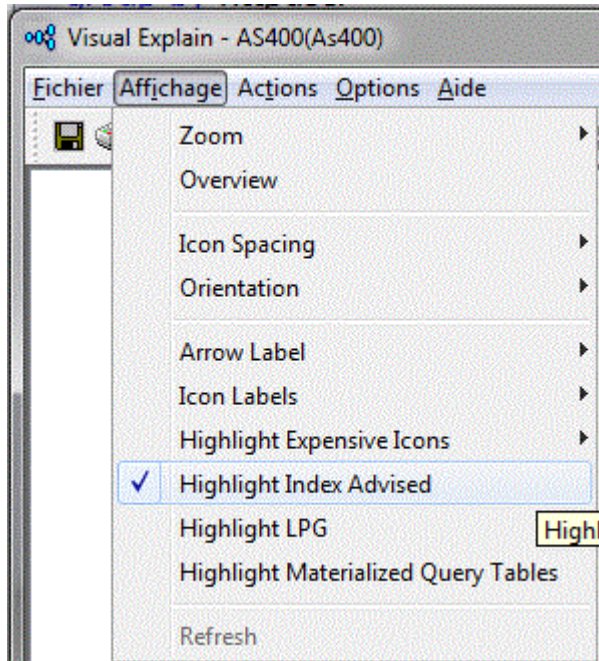 Visual Explain - AS400(As400)
Fichier Affichage Actions Options Aide
Zoom
Overview
Icon Spacing
Orientation
Arrow Label
Icon Labels
Highlight Expensive Icons
Highlight Index Advised
Highlight LPG
Highlight Materialized Query Tables
Refresh